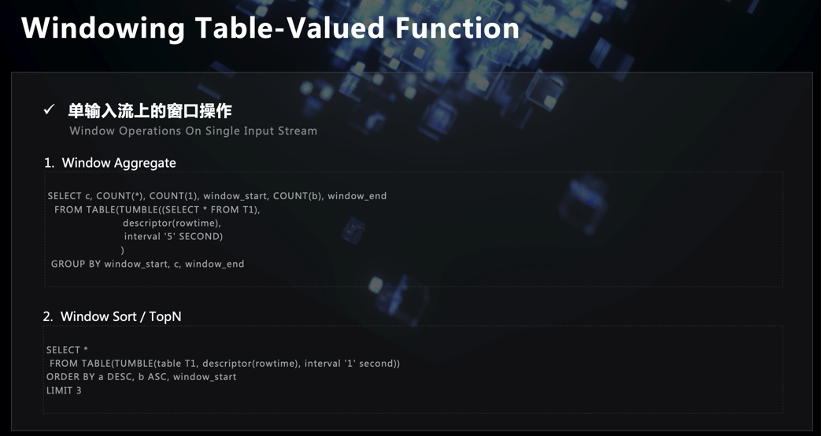 Windowing Table-Valued Function
✓ 单输入流上的窗口操作
Window Operations On Single Input Stream
1. Window Aggregate
SELECT c, COUNT(*), COUNT(1), window_start, COUNT(b), window_end
FROM TABLE(TUMBLE((SELECT * FROM T1),
descriptor(rowtime),
interval '5' SECOND)
)
GROUP BY window_start, c, window_end
2. Window Sort / TopN
SELECT *
FROM TABLE(TUMBLE(table T1, descriptor(rowtime), interval '1' second))
ORDER BY a DESC, b ASC, window_start
LIMIT 3